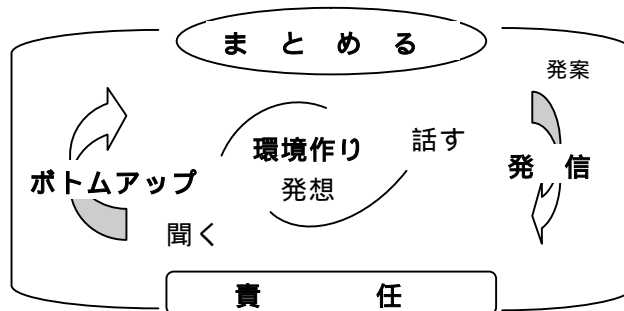 ま と め る
発案
話す
環境作り
発 信
ボトムアップ
発想
聞く
責 任